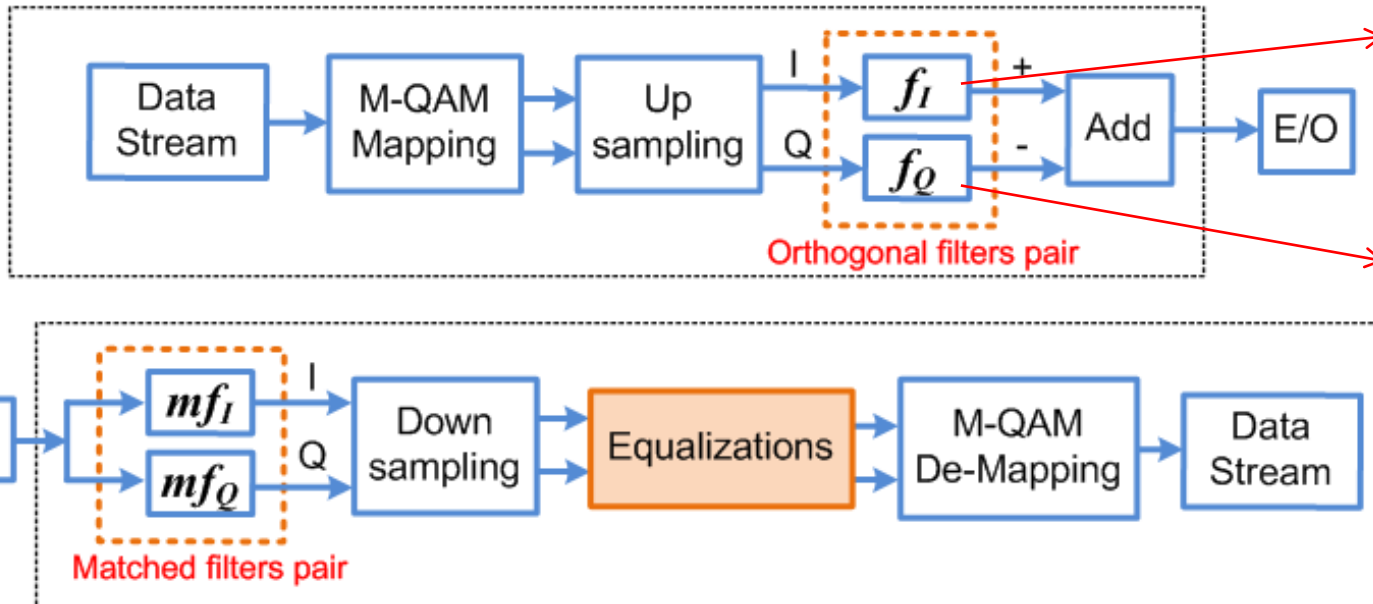 Data
Stream
M-QAM
Mapping
Up
sampling
I
Q
f_I
f_Q
+
-
Add
E/O
Orthogonal filters pair
mf_I
mf_Q
I
Q
Down
sampling
Equalizations
M-QAM
De-Mapping
Data
Stream
Matched filters pair